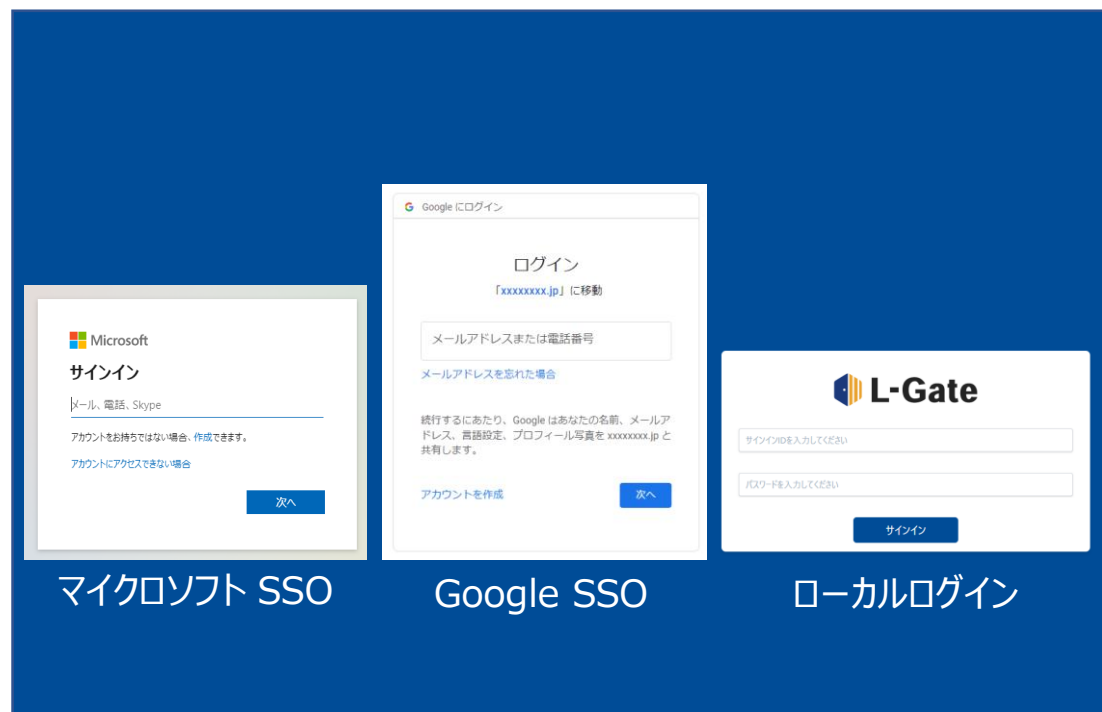 Microsoft
サインイン
メール、電話、Skype
アカウントをお持ちではない場合、作成できます。
アカウントにアクセスできない場合
次へ
マイクロソフト SSO
G Google にログイン
ログイン
「xxxxxxxx.jp」に移動
メールアドレスまたは電話番号
メールアドレスを忘れた場合
続行するにあたり、Google はあなたの名前、メールア
ドレス、言語設定、プロフィール写真を xxxxxxxx.jp と
共有します。
アカウントを作成
次へ
Google SSO
L-Gate
サインインIDを入力してください
パスワードを入力してください
サインイン
ローカルログイン